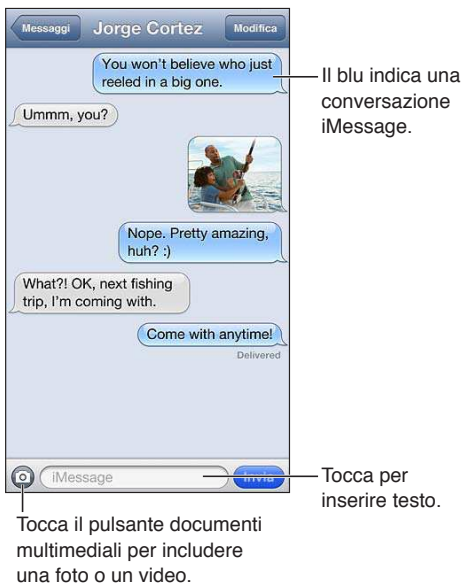 Messaggi
Jorge Cortez
Modifica
You won't believe who just
reeled in a big one.
Il blu indica una
conversazione
iMessage.
Ummm, you?
Nope. Pretty amazing,
huh? :)
What?! OK, next fishing
trip, I'm coming with.
Come with anytime!
Delivered
iMessage
Invia
Tocca per
inserire testo.
Tocca il pulsante documenti
multimediali per includere
una foto o un video.